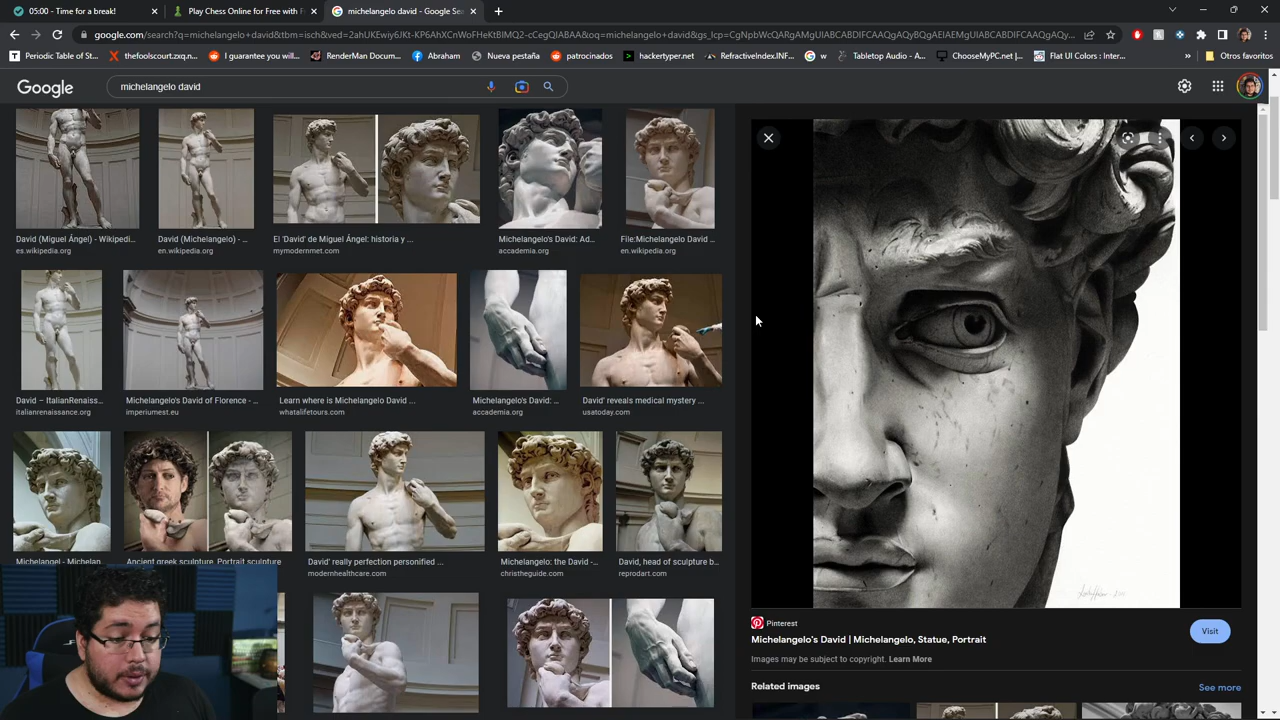 05:00 - Time for a break!
Play Chess Online for Free with F
michelangelo david - Google Se
google.com/search?q=michelangelo+david&tbm=isch&ved=2ahUKEwiy6JKt-KP6AhXCnWoFHeKtBIMQ2-cCegQIABAA&oq=michelangelo+david&gs_lcp=CgNpbWcQARgAMgUIABCABDIFCAAQgAQyBQgAEIAEMgUIABCABDIFCAAQgAQy...
Periodic Table of St...
thefoolscourt.zxq.n...
I guarantee you will...
RenderMan Docum...
Abraham
Nueva pestaña
patrocinados
hackertyper.net
RefractiveINDEX.INF...
w
Tabletop Audio - A...
ChooseMyPC.net |...
Flat UI Colors : Inter...
»
Otros favoritos
Google
michelangelo david
David (Miguel Ángel) - Wikipedi...
es.wikipedia.org
David (Michelangelo) - ...
en.wikipedia.org
El 'David' de Miguel Ángel: historia y ...
mymodernmet.com
Michelangelo's David: Ad...
accademia.org
File:Michelangelo David ...
en.wikipedia.org
David – ItalianRenaiss...
italianrenaissance.org
Michelangelo's David of Florence - ...
imperiumest.eu
Learn where is Michelangelo David ...
whatalifetours.com
Michelangelo's David: ...
accademia.org
David' reveals medical mystery ...
usatoday.com
Michelangel - Michelan
Ancient greek sculpture, Portrait sculpture
David' really perfection personified ...
modernhealthcare.com
Michelangelo: the David -...
christheguide.com
David, head of sculpture b...
reprodart.com
Pinterest
Michelangelo's David | Michelangelo, Statue, Portrait
Visit
Images may be subject to copyright. Learn More
Related images
See more